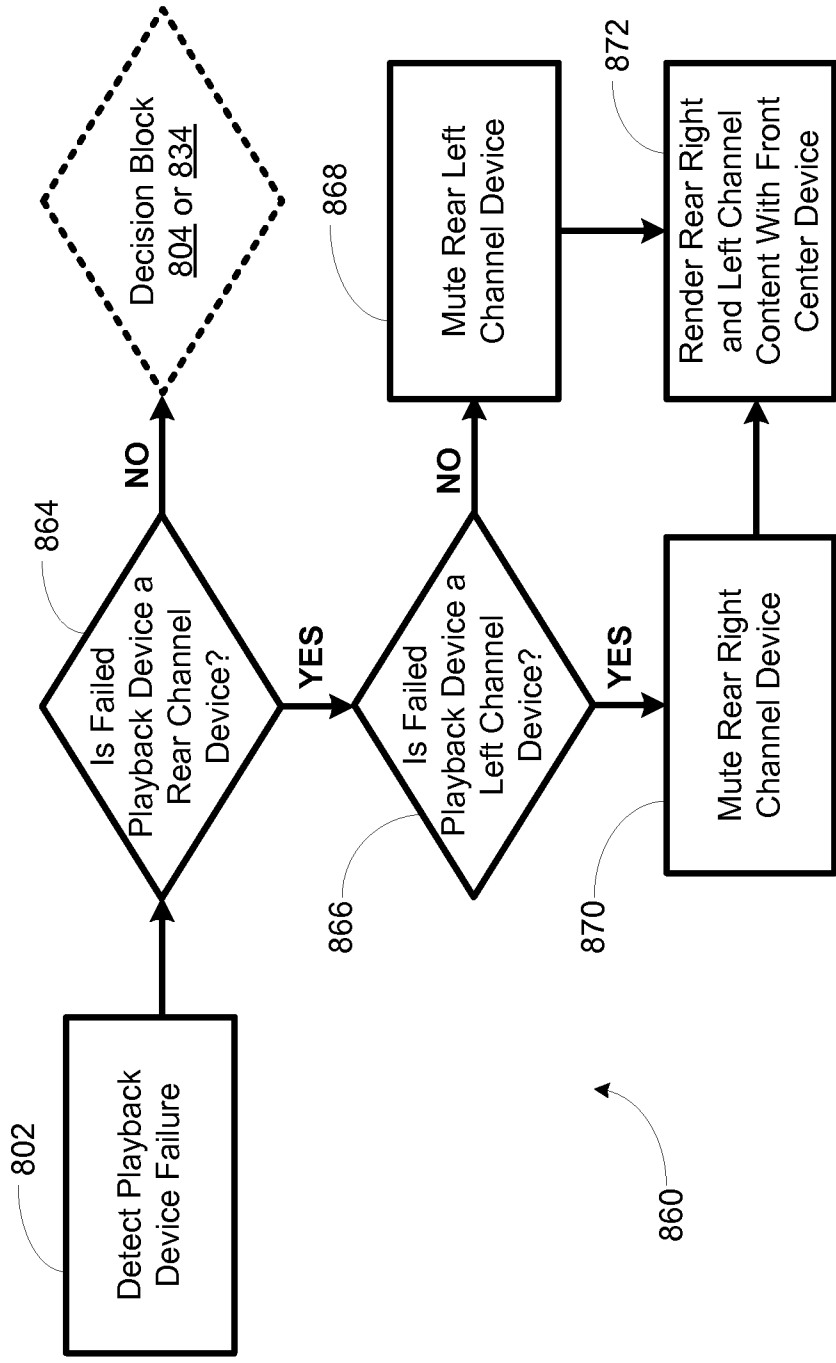 802
Detect Playback
Device Failure
864
Is Failed
Playback Device a
Rear Channel
Device?
NO
Decision Block
804 or 834
YES
866
Is Failed
Playback Device a
Left Channel
Device?
NO
868
Mute Rear Left
Channel Device
YES
870
Mute Rear Right
Channel Device
872
Render Rear Right
and Left Channel
Content With Front
Center Device
860